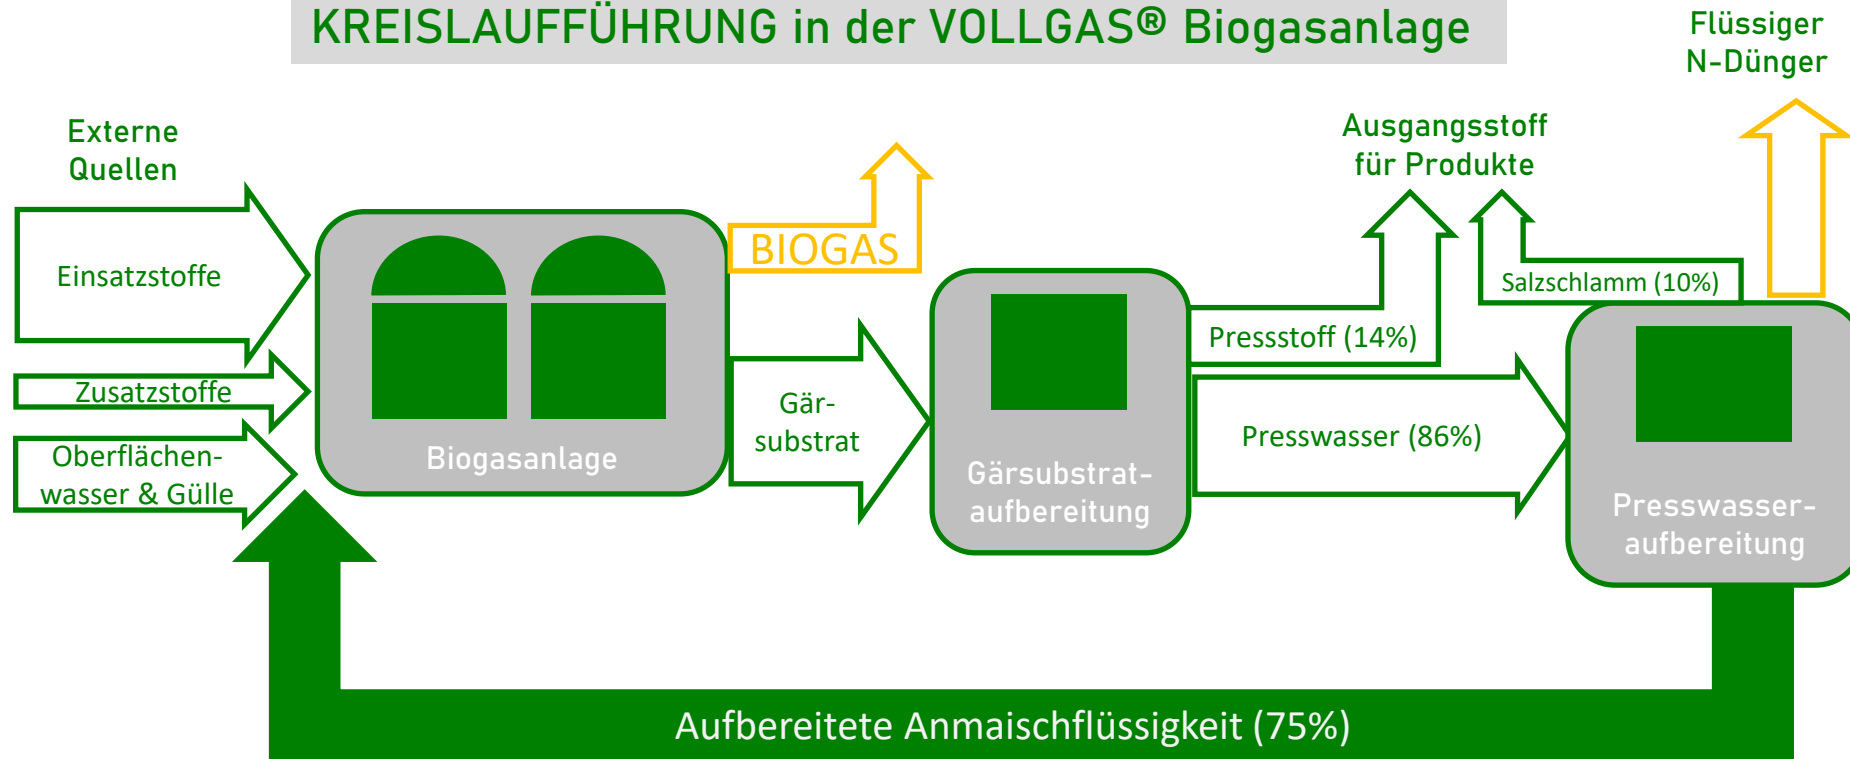 KREISLAUFFÜHRUNG in der VOLLGAS® Biogasanlage
Flüssiger
N-Dünger
Externe
Quellen
Ausgangsstoff
für Produkte
Einsatzstoffe
BIOGAS
Salzschlamm (10%)
Pressstoff (14%)
Zusatzstoffe
Gär-
substrat
Presswasser (86%)
Oberflächen-
wasser & Gülle
Biogasanlage
Gärsubstrat-
aufbereitung
Presswasser-
aufbereitung
Aufbereitete Anmaischflüssigkeit (75%)